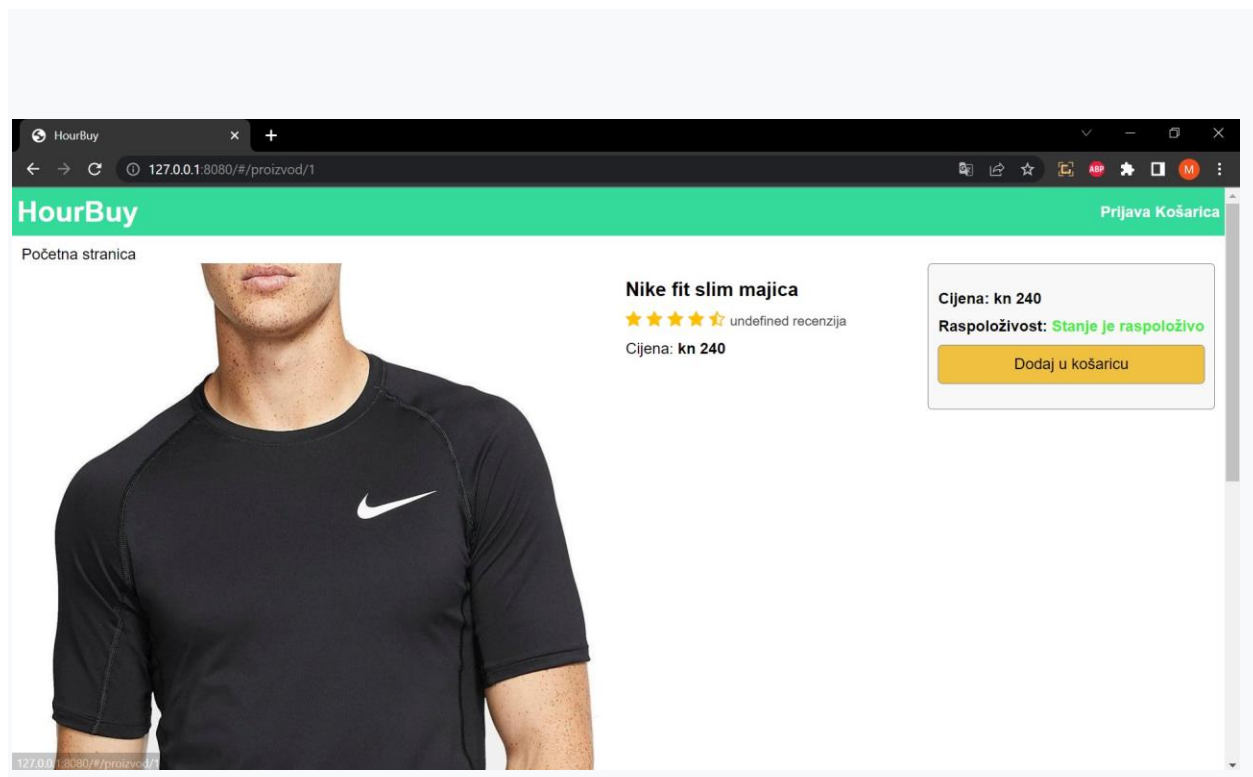 HourBuy
127.0.0.1:8080/#/proizvod/1
ABP
M
HourBuy
Prijava Košarica
Početna stranica
Nike fit slim majica
undefined recenzija
Cijena: kn 240
Cijena: kn 240
Raspoloživost: Stanje je raspoloživo
Dodaj u košaricu
127.0.0.1:8080/#/proizvod/1